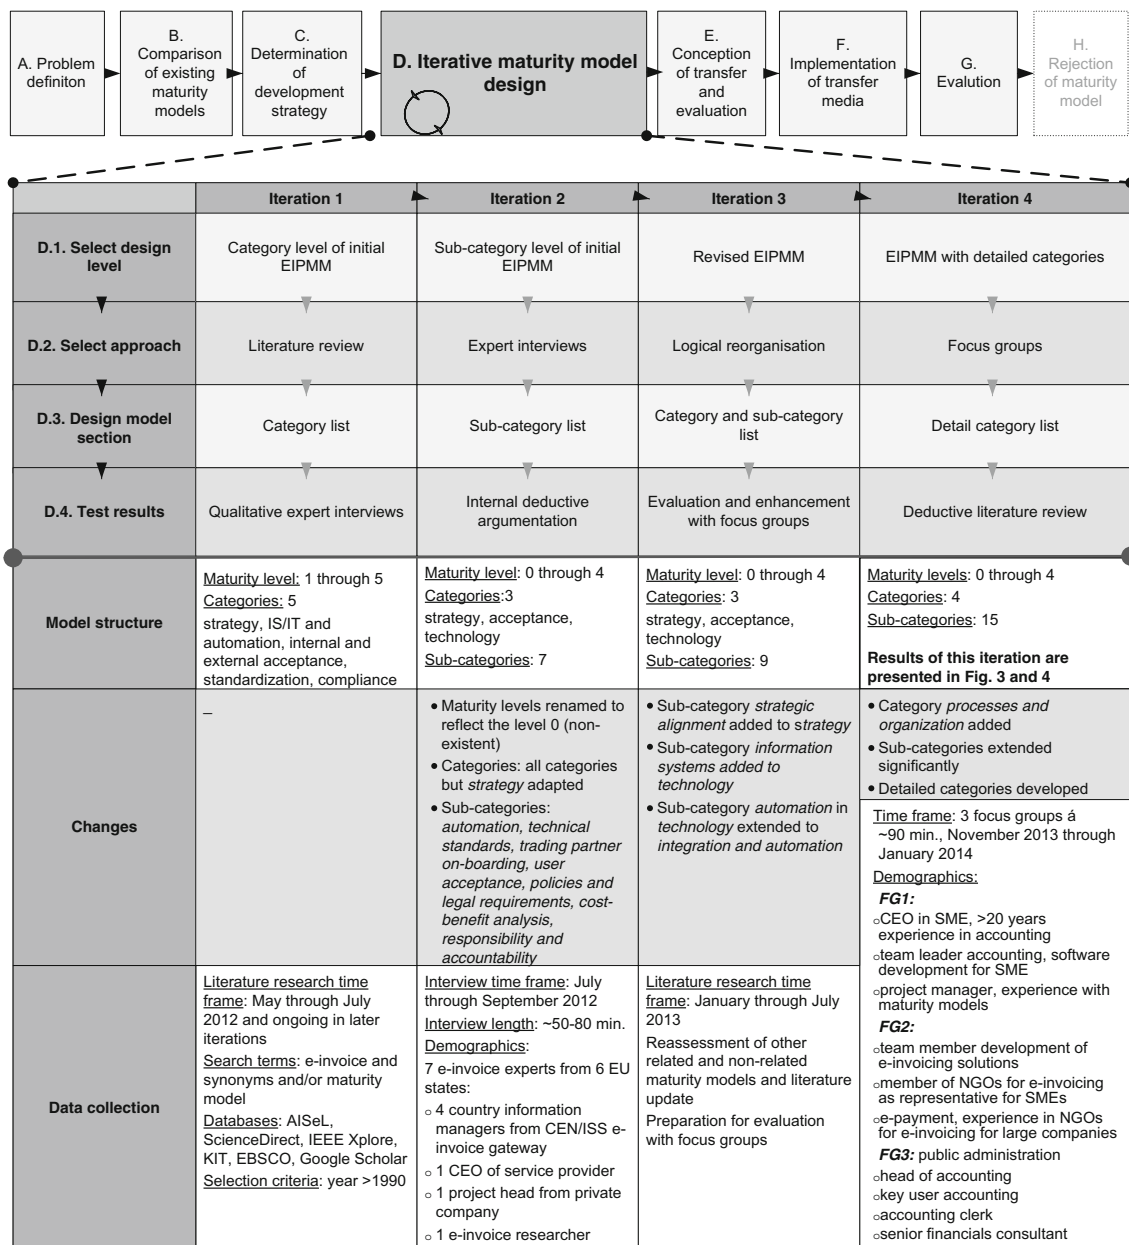 A. Problem
definiton
B.
Comparison
of existing
maturity
models
C.
Determination
of
development
strategy
D. Iterative maturity model
design
E.
Conception
of transfer
and
evaluation
F.
Implementation
of transfer
media
G.
Evalution
H.
Rejection
of maturity
model
Iteration 1
Iteration 2
Iteration 3
Iteration 4
D.1. Select design
level
Category level of initial
EIPMM
Sub-category level of initial
EIPMM
Revised EIPMM
EIPMM with detailed categories
D.2. Select approach
Literature review
Expert interviews
Logical reorganisation
Focus groups
D.3. Design model
section
Category list
Sub-category list
Category and sub-category
list
Detail category list
D.4. Test results
Qualitative expert interviews
Internal deductive
argumentation
Evaluation and enhancement
with focus groups
Deductive literature review
Model structure
Maturity level: 1 through 5
Categories: 5
strategy, IS/IT and
automation, internal and
external acceptance,
standardization, compliance
Maturity level: 0 through 4
Categories:3
strategy, acceptance,
technology
Sub-categories: 7
Maturity level: 0 through 4
Categories: 3
strategy, acceptance,
technology
Sub-categories: 9
Maturity levels: 0 through 4
Categories: 4
Sub-categories: 15
Results of this iteration are
presented in Fig. 3 and 4
Changes
–
• Maturity levels renamed to
reflect the level 0 (non-
existent)
• Categories: all categories
but strategy adapted
• Sub-categories:
automation, technical
standards, trading partner
on-boarding, user
acceptance, policies and
legal requirements, cost-
benefit analysis,
responsibility and
accountability
• Sub-category strategic
alignment added to strategy
• Sub-category information
systems added to
technology
• Sub-category automation in
technology extended to
integration and automation
• Category processes and
organization added
• Sub-categories extended
significantly
• Detailed categories developed
Data collection
Literature research time
frame: May through July
2012 and ongoing in later
iterations
Search terms: e-invoice and
synonyms and/or maturity
model
Databases: AISeL,
ScienceDirect, IEEE Xplore,
KIT, EBSCO, Google Scholar
Selection criteria: year >1990
Interview time frame: July
through September 2012
Interview length: ~50-80 min.
Demographics:
7 e-invoice experts from 6 EU
states:
o 4 country information
managers from CEN/ISS e-
invoice gateway
o 1 CEO of service provider
o 1 project head from private
company
o 1 e-invoice researcher
Literature research time
frame: January through July
2013
Reassessment of other
related and non-related
maturity models and literature
update
Preparation for evaluation
with focus groups
Time frame: 3 focus groups á
~90 min., November 2013 through
January 2014
Demographics:
FG1:
oCEO in SME, >20 years
experience in accounting
oteam leader accounting, software
development for SME
oproject manager, experience with
maturity models
FG2:
oteam member development of
e-invoicing solutions
omember of NGOs for e-invoicing
as representative for SMEs
oe-payment, experience in NGOs
for e-invoicing for large companies
FG3: public administration
ohead of accounting
okey user accounting
oaccounting clerk
osenior financials consultant